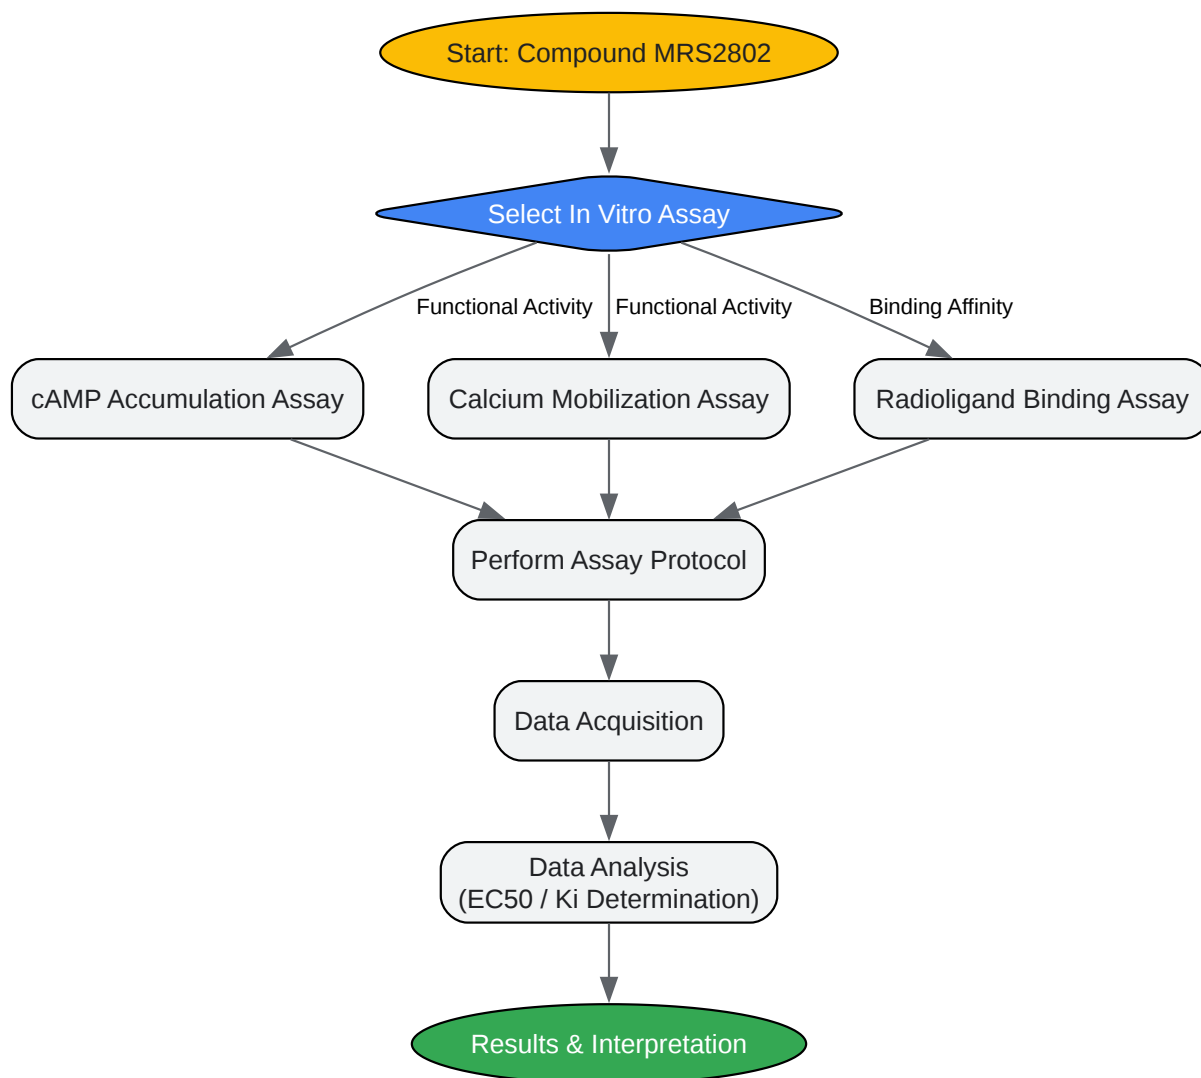 Start: Compound MRS2802
Select In Vitro Assay
Functional Activity
Functional Activity
Binding Affinity
cAMP Accumulation Assay
Calcium Mobilization Assay
Radioligand Binding Assay
Perform Assay Protocol
Data Acquisition
Data Analysis
(EC50 / Ki Determination)
Results & Interpretation